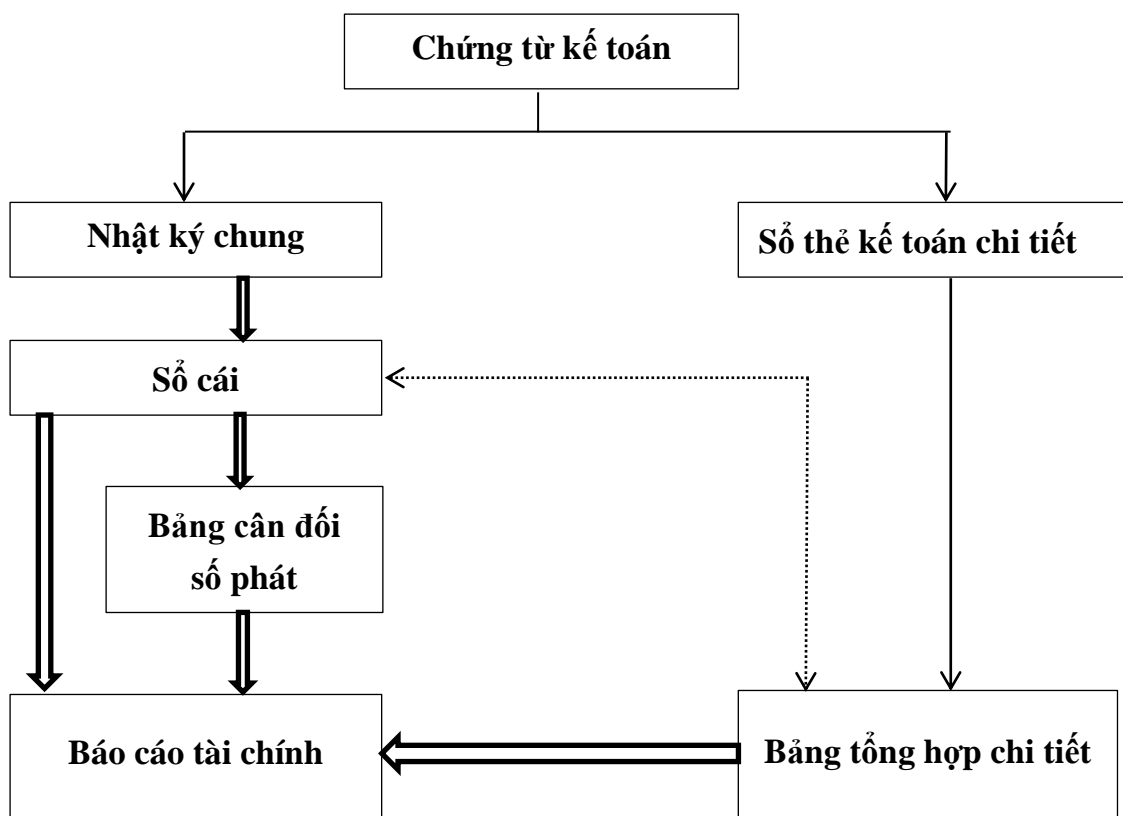 Chứng từ kế toán
Nhật ký chung
Sổ thẻ kế toán chi tiết
Sổ cái
Bảng cân đối
số phát
Báo cáo tài chính
Bảng tổng hợp chi tiết